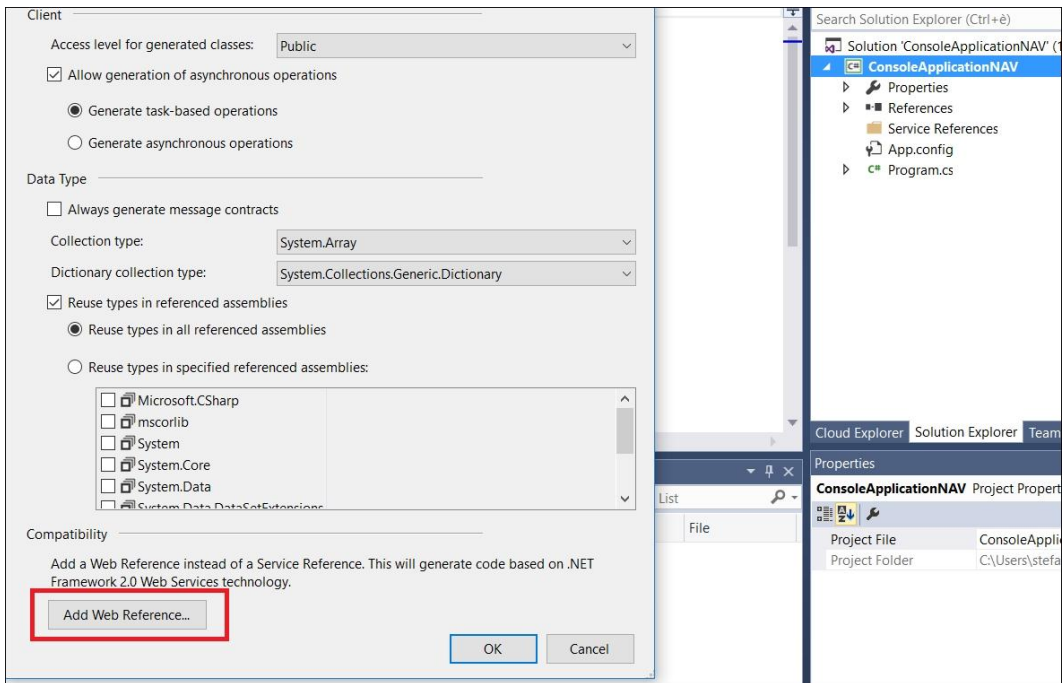 Client
Access level for generated classes: Public
Allow generation of asynchronous operations
Generate task-based operations
Generate asynchronous operations
Data Type
Always generate message contracts
Collection type: System.Array
Dictionary collection type: System.Collections.Generic.Dictionary
Reuse types in referenced assemblies
Reuse types in all referenced assemblies
Reuse types in specified referenced assemblies:
Microsoft.CSharp
mscorlib
System
System.Core
System.Data
System.Data.DataSetExtensions
Compatibility
Add a Web Reference instead of a Service Reference. This will generate code based on .NET
Framework 2.0 Web Services technology.
Add Web Reference...
OK Cancel
List
File
Search Solution Explorer (Ctrl+è)
Solution 'ConsoleApplicationNAV' (1
C# ConsoleApplicationNAV
Properties
References
Service References
App.config
C# Program.cs
Cloud Explorer Solution Explorer Team
Properties
ConsoleApplicationNAV Project Propert
Project File ConsoleApplic
Project Folder C:\Users\stefa